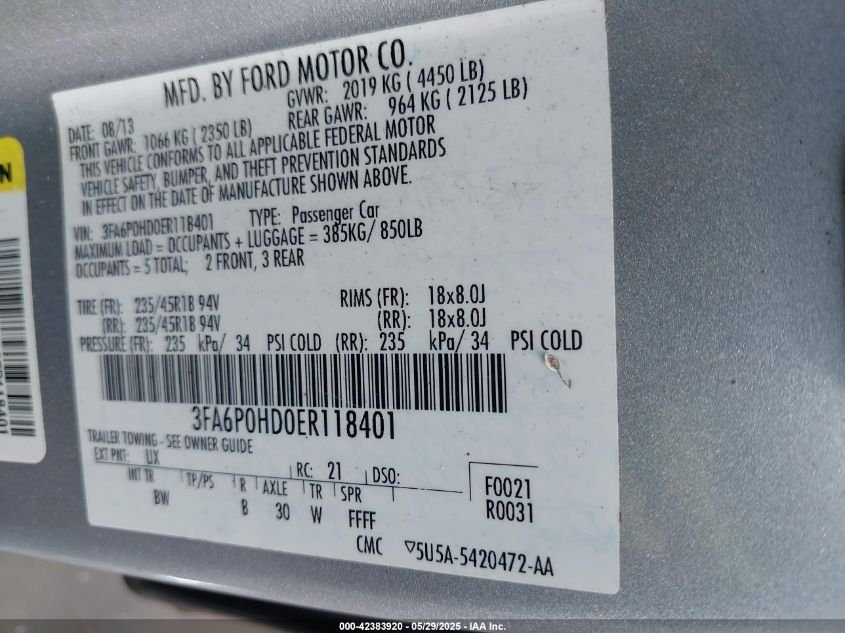 MFD. BY FORD MOTOR CO.
DATE: 08/13 GVWR: 2019 KG ( 4450 LB)
FRONT GAWR: 1066 KG ( 2350 LB) REAR GAWR: 964 KG ( 2125 LB)
THIS VEHICLE CONFORMS TO ALL APPLICABLE FEDERAL MOTOR
VEHICLE SAFETY, BUMPER, AND THEFT PREVENTION STANDARDS
IN EFFECT ON THE DATE OF MANUFACTURE SHOWN ABOVE.
VIN: 3FA6P0HD0ER118401 TYPE: Passenger Car
MAXIMUM LOAD = OCCUPANTS + LUGGAGE = 385KG/ 850LB
OCCUPANTS = 5 TOTAL; 2 FRONT, 3 REAR
TIRE (FR): 235/45R18 94V RIMS (FR): 18x8.0J
(RR): 235/45R18 94V (RR): 18x8.0J
PRESSURE (FR): 235 kPa/ 34 PSI COLD (RR): 235 kPa/ 34 PSI COLD
3FA6P0HD0ER118401
TRAILER TOWING - SEE OWNER GUIDE
EXT PNT: UX RC: 21 DSO:
INT TR TP/PS R AXLE TR SPR F0021
BW B 30 W FFFF R0031
CMC ▽5U5A-5420472-AA
000-42383920 - 05/29/2025 - IAA Inc.